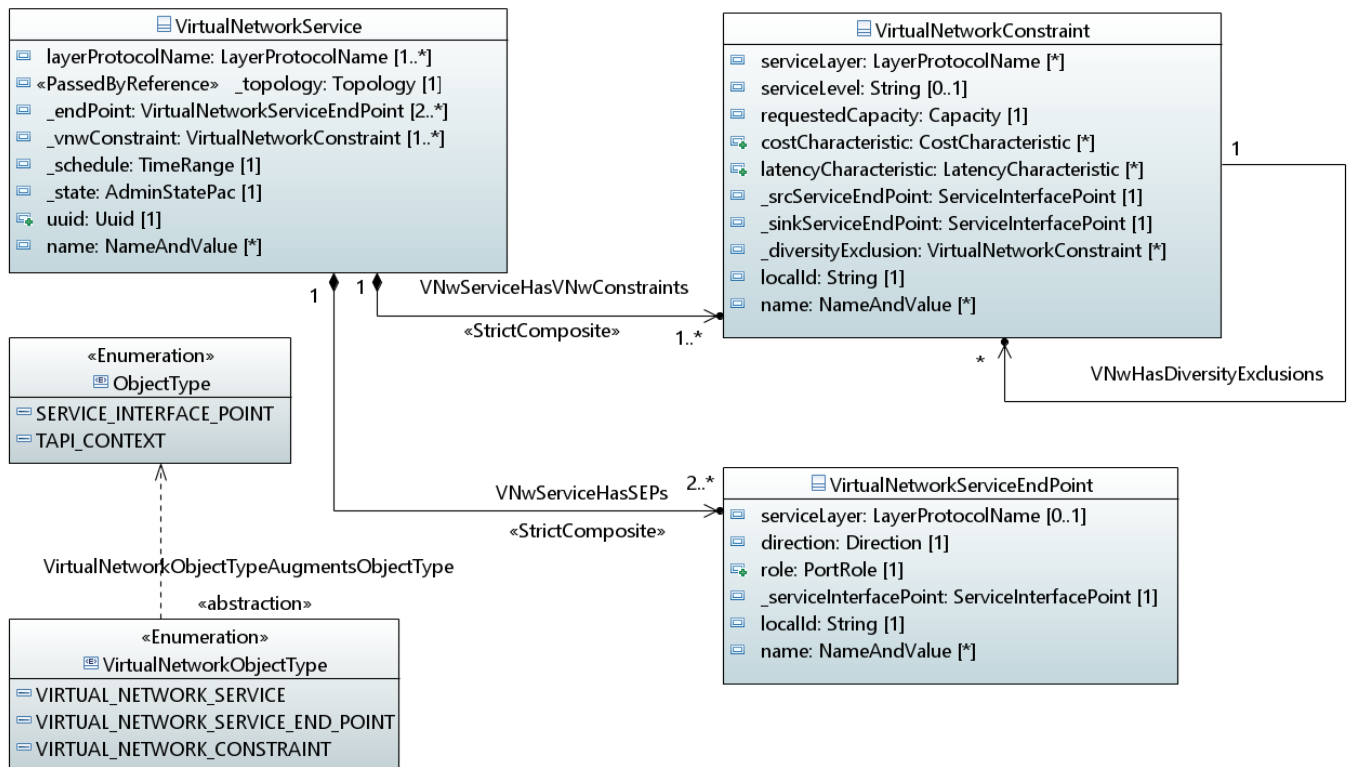 VirtualNetworkService
layerProtocolName: LayerProtocolName [1..*]
«PassedByReference» _topology: Topology [1]
_endPoint: VirtualNetworkServiceEndPoint [2..*]
_vnwConstraint: VirtualNetworkConstraint [1..*]
_schedule: TimeRange [1]
_state: AdminStatePac [1]
uuid: Uuid [1]
name: NameAndValue [*]
VirtualNetworkConstraint
serviceLayer: LayerProtocolName [*]
serviceLevel: String [0..1]
requestedCapacity: Capacity [1]
costCharacteristic: CostCharacteristic [*]
latencyCharacteristic: LatencyCharacteristic [*]
_srcServiceEndPoint: ServiceInterfacePoint [1]
_sinkServiceEndPoint: ServiceInterfacePoint [1]
_diversityExclusion: VirtualNetworkConstraint [*]
localId: String [1]
name: NameAndValue [*]
1
1
1
VNwServiceHasVNwConstraints
«StrictComposite»
1..*
*
VNwHasDiversityExclusions
«Enumeration»
ObjectType
SERVICE_INTERFACE_POINT
TAPI_CONTEXT
VNwServiceHasSEPs
2..*
«StrictComposite»
VirtualNetworkServiceEndPoint
serviceLayer: LayerProtocolName [0..1]
direction: Direction [1]
role: PortRole [1]
_serviceInterfacePoint: ServiceInterfacePoint [1]
localId: String [1]
name: NameAndValue [*]
VirtualNetworkObjectTypeAugmentsObjectType
«abstraction»
«Enumeration»
VirtualNetworkObjectType
VIRTUAL_NETWORK_SERVICE
VIRTUAL_NETWORK_SERVICE_END_POINT
VIRTUAL_NETWORK_CONSTRAINT